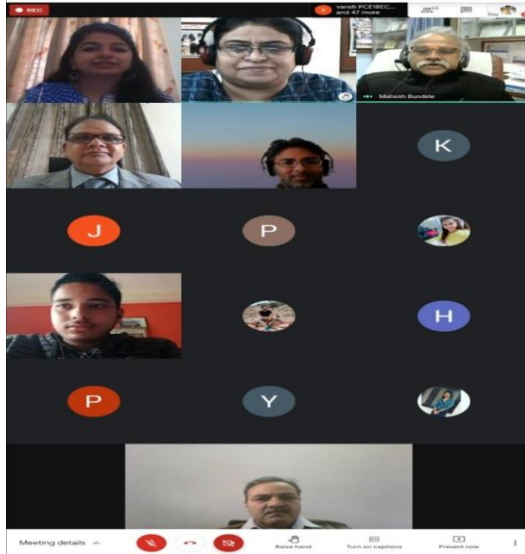 REC
vansh PCE18EC...
and 47 more
You
Mahesh Bundele
K
J
P
H
P
Y
Meeting details
Raise hand
Turn on captions
Present now